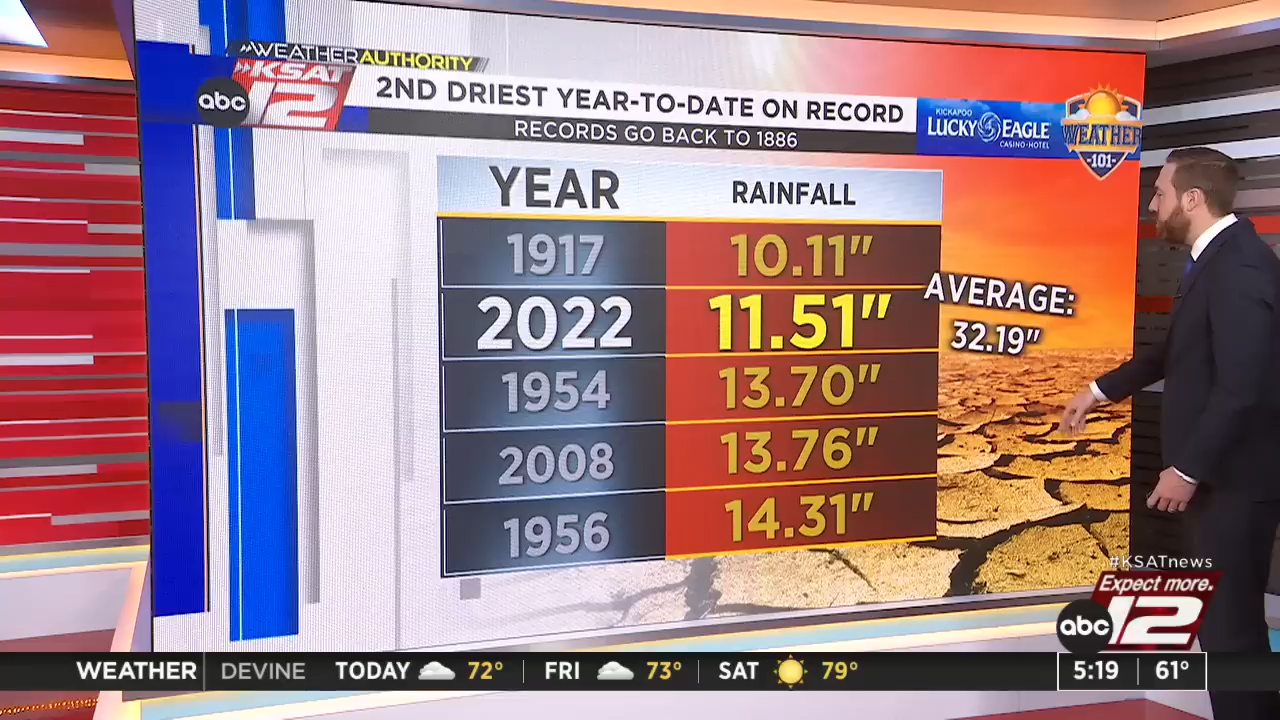 »WEATHERAUTHORITY
»KSAT
abc 12
2ND DRIEST YEAR-TO-DATE ON RECORD
RECORDS GO BACK TO 1886
KICKAPOO
LUCKY EAGLE
CASINO·HOTEL
WEATHER
-101-
YEAR RAINFALL
1917 10.11"
2022 11.51"
1954 13.70"
2008 13.76"
1956 14.31"
AVERAGE:
32.19"
#KSATnews
Expect more.
abc 12
WEATHER DEVINE TODAY 72° FRI 73° SAT 79° 5:19 61°